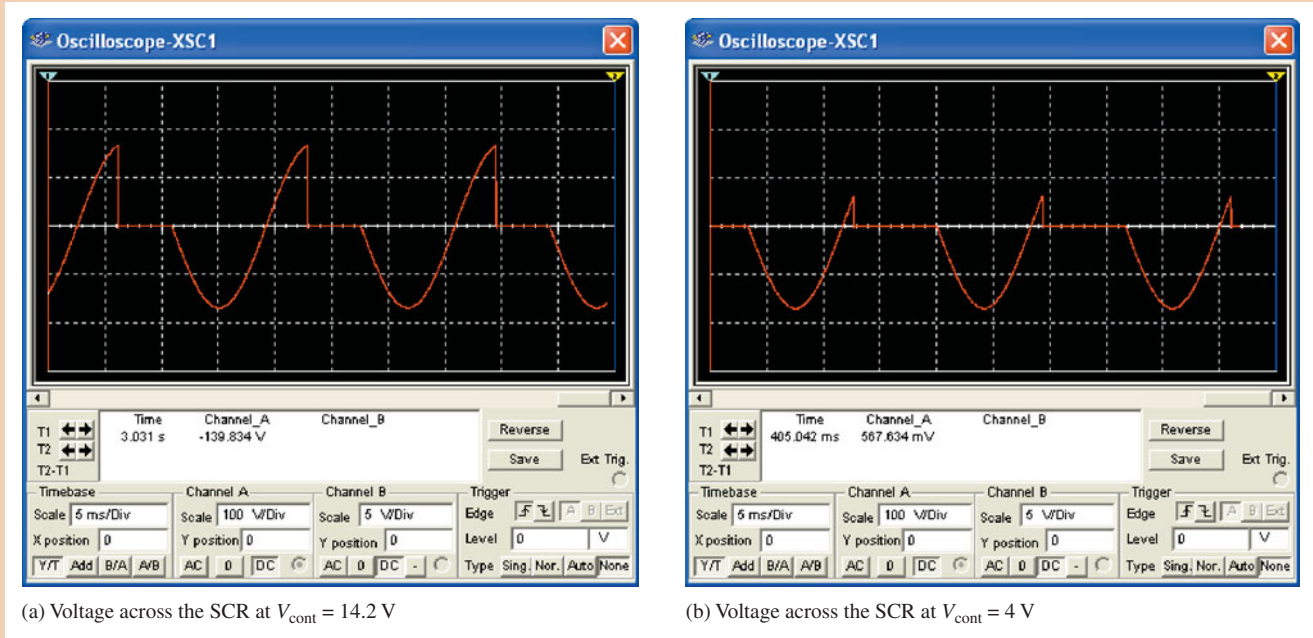 Oscilloscope-XSC1
Time Channel_A Channel_B
T1 3.031 s -139.834 V
T2
T2-T1
Reverse
Save
Ext Trig.
Timebase
Scale 5 ms/Div
X position 0
Y/T Add B/A A/B
Channel A
Scale 100 V/Div
Y position 0
AC 0 DC
Channel B
Scale 5 V/Div
Y position 0
AC 0 DC -
Trigger
Edge A B Ext
Level 0 V
Type Sing. Nor. Auto None
(a) Voltage across the SCR at Vcont = 14.2 V
Oscilloscope-XSC1
Time Channel_A Channel_B
T1 405.042 ms 567.634 mV
T2
T2-T1
Reverse
Save
Ext Trig.
Timebase
Scale 5 ms/Div
X position 0
Y/T Add B/A A/B
Channel A
Scale 100 V/Div
Y position 0
AC 0 DC
Channel B
Scale 5 V/Div
Y position 0
AC 0 DC -
Trigger
Edge A B Ext
Level 0 V
Type Sing. Nor. Auto None
(b) Voltage across the SCR at Vcont = 4 V